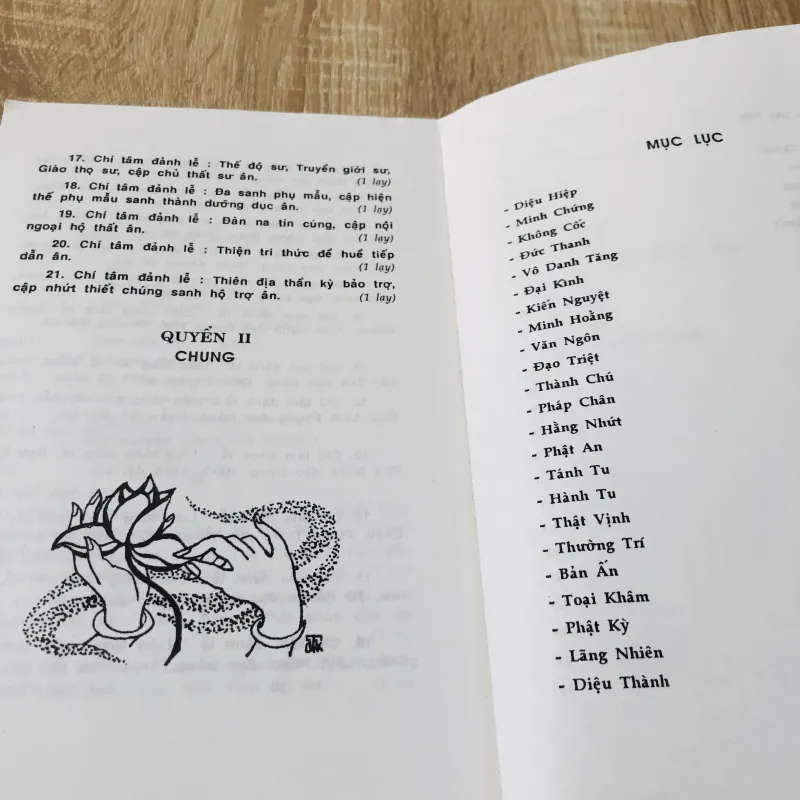 17. Chí tâm đảnh lễ : Thế độ sư, Truyền giới sư,
Giáo thọ sư, cập chủ thất sư ân. (1 lạy)
18. Chí tâm đảnh lễ : Đa sanh phụ mẫu, cập hiện
thế phụ mẫu sanh thành dưỡng dục ân. (1 lạy)
19. Chí tâm đảnh lễ : Đàn na tín cúng, cập nội
ngoại hộ thất ân. (1 lạy)
20. Chí tâm đảnh lễ : Thiện tri thức để huề tiếp
dẫn ân. (1 lạy)
21. Chí tâm đảnh lễ : Thiên địa thần kỳ bảo trợ,
cập nhứt thiết chúng sanh hộ trợ ân. (1 lạy)
QUYỂN II
CHUNG
MỤC LỤC
- Diệu Hiệp
- Minh Chứng
- Không Cốc
- Đức Thanh
- Vô Danh Tăng
- Đại Kình
- Kiến Nguyệt
- Minh Hoằng
- Văn Ngôn
- Đạo Triệt
- Thành Chú
- Pháp Chân
- Hằng Nhứt
- Phật An
- Tánh Tu
- Hành Tu
- Thật Vịnh
- Thường Trí
- Bản Ấn
- Toại Khâm
- Phật Kỳ
- Lãng Nhiên
- Diệu Thành